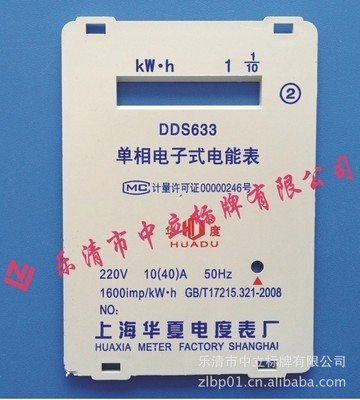 kW·h 1 1/10
②
DDS633
单相电子式电能表
MC 计量许可证00000246号
华 度
HUADU
220V 10(40)A 50Hz
1600imp/kW·h GB/T17215.321-2008
NO:
上海华夏电度表厂
HUAXIA METER FACTORY SHANGHAI
乐清市中立标牌有限公司
乐清市中立标牌有限公司
zlbp01.cn.alibaba.com